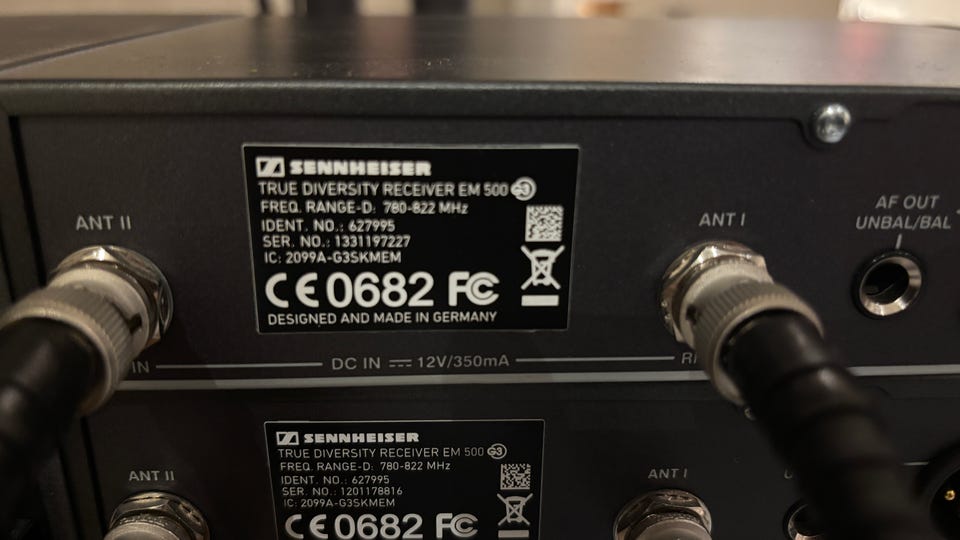 SENNHEISER
TRUE DIVERSITY RECEIVER EM 500 G3
FREQ. RANGE-D: 780-822 MHz
IDENT. NO.: 627995
SER. NO.: 1331197227
IC: 2099A-G3SKMEM
CE 0682 FC
DESIGNED AND MADE IN GERMANY
ANT II
ANT I
AF OUT
UNBAL/BAL
IN
DC IN 12V/350mA
SENNHEISER
TRUE DIVERSITY RECEIVER EM 500 G3
FREQ. RANGE-D: 780-822 MHz
IDENT. NO.: 627995
SER. NO.: 1201178816
IC: 2099A-G3SKMEM
CE 0682 FC
ANT II
ANT I